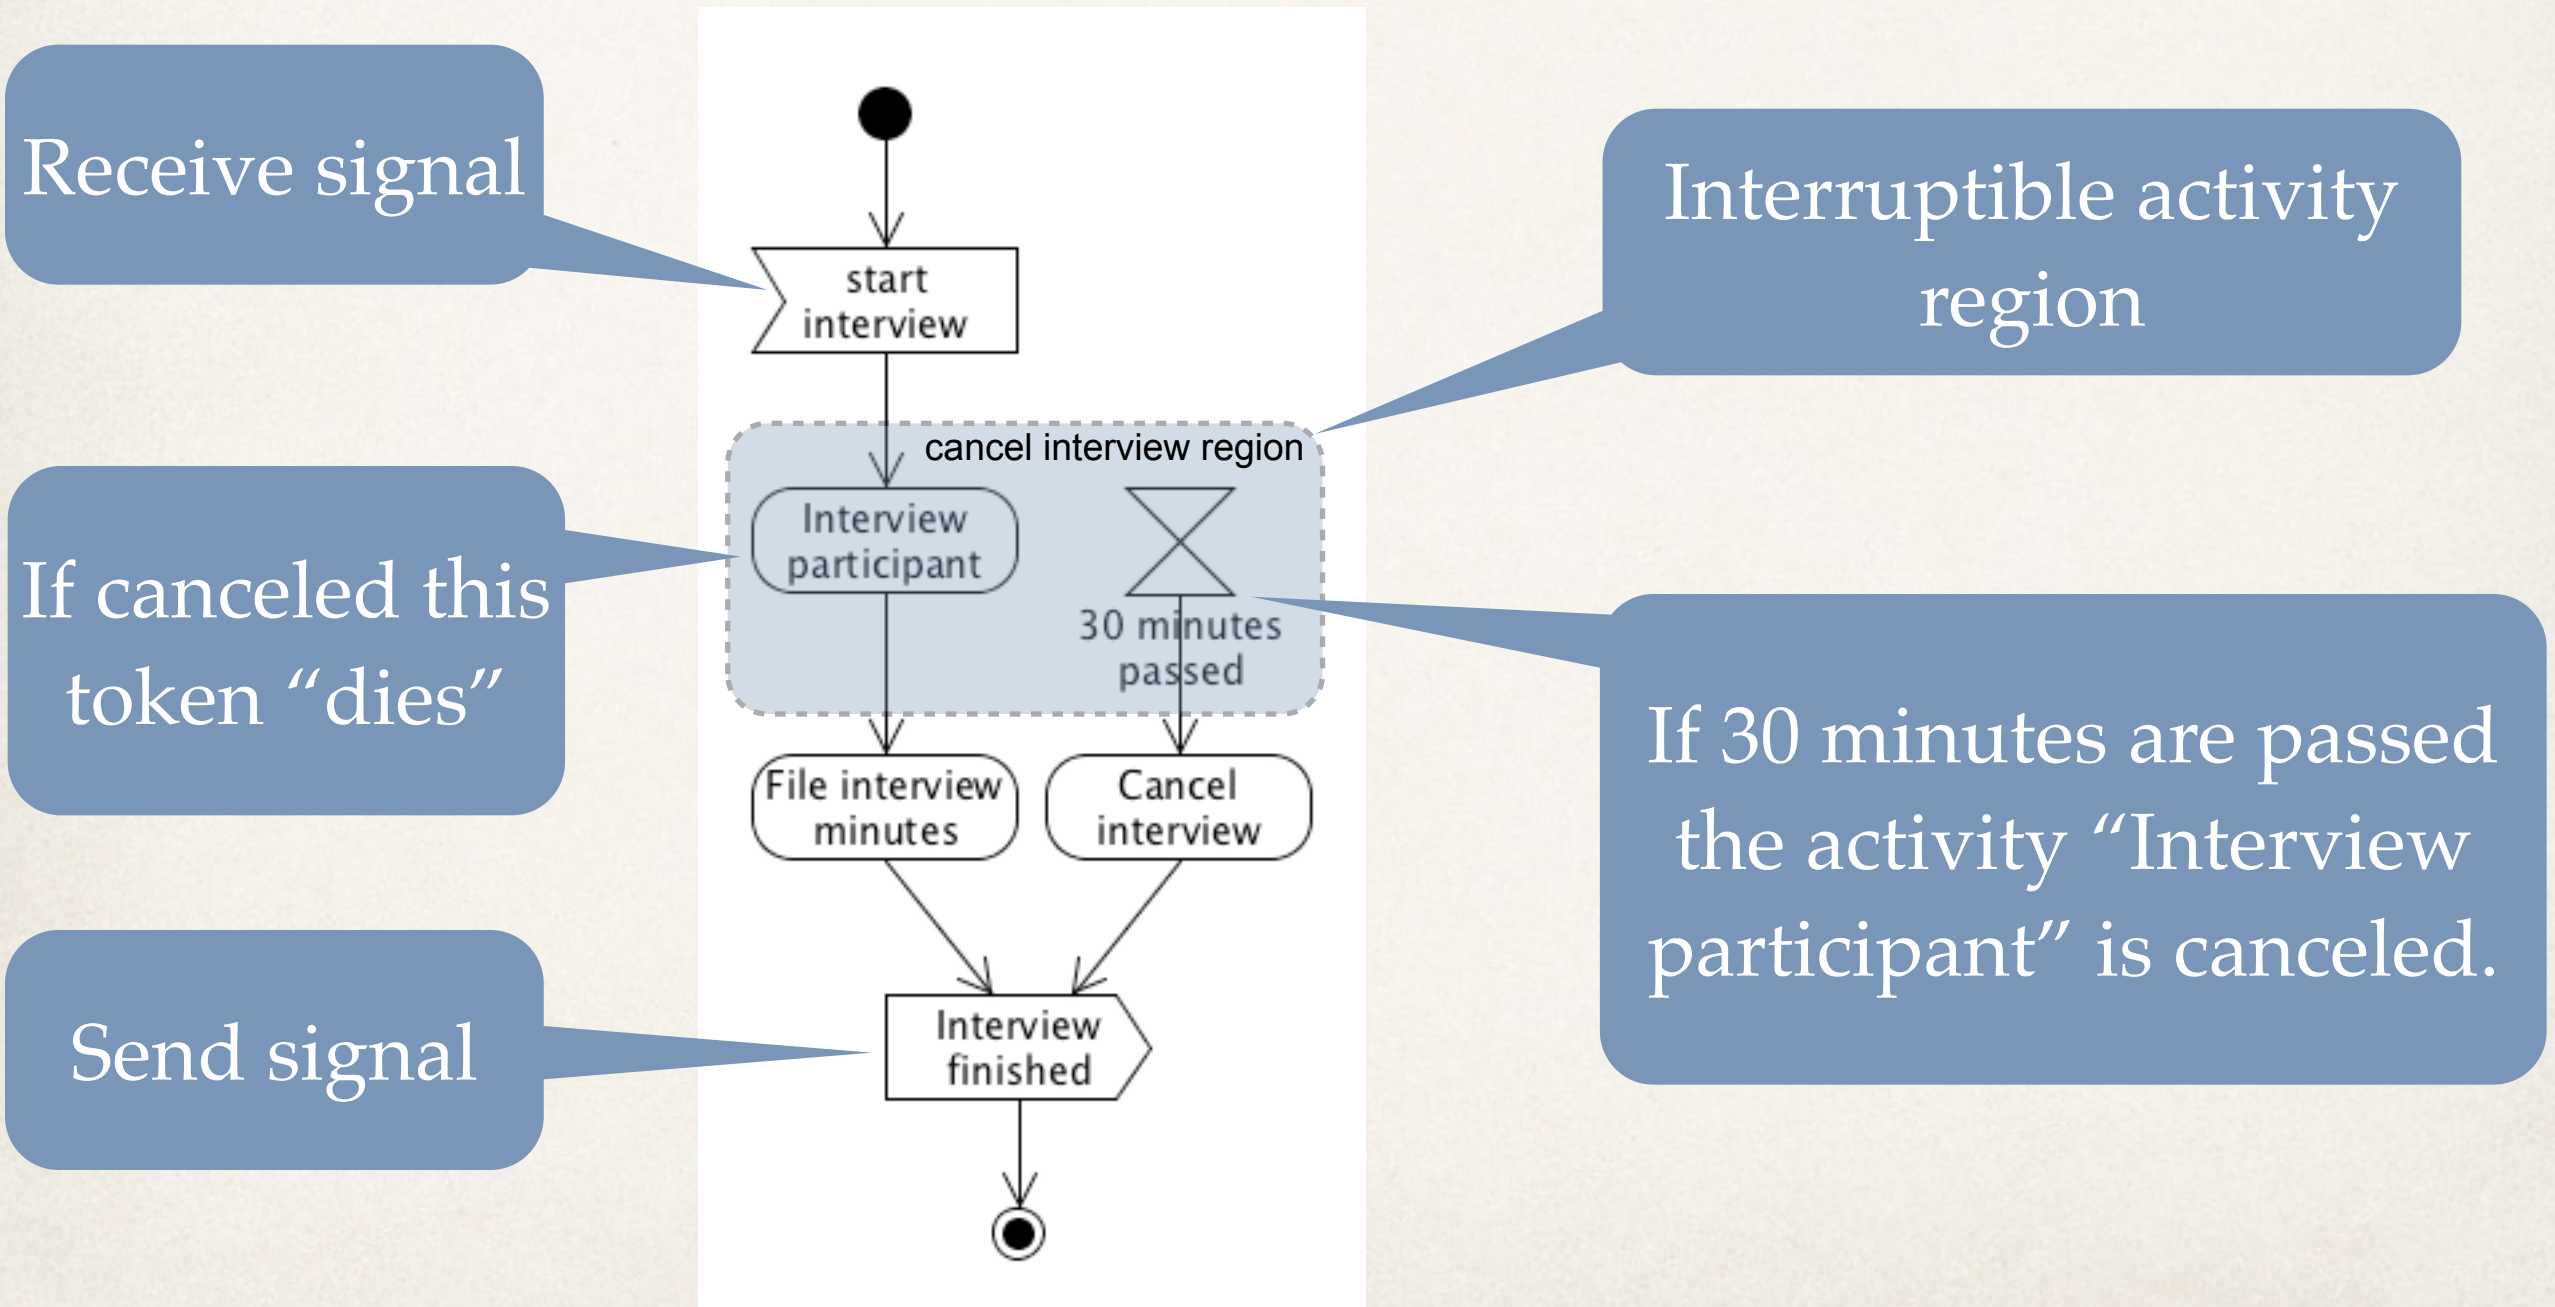 Receive signal
start
interview
Interruptible activity
region
cancel interview region
Interview
participant
30 minutes
passed
If canceled this
token “dies”
If 30 minutes are passed
the activity “Interview
participant” is canceled.
File interview
minutes
Cancel
interview
Send signal
Interview
finished